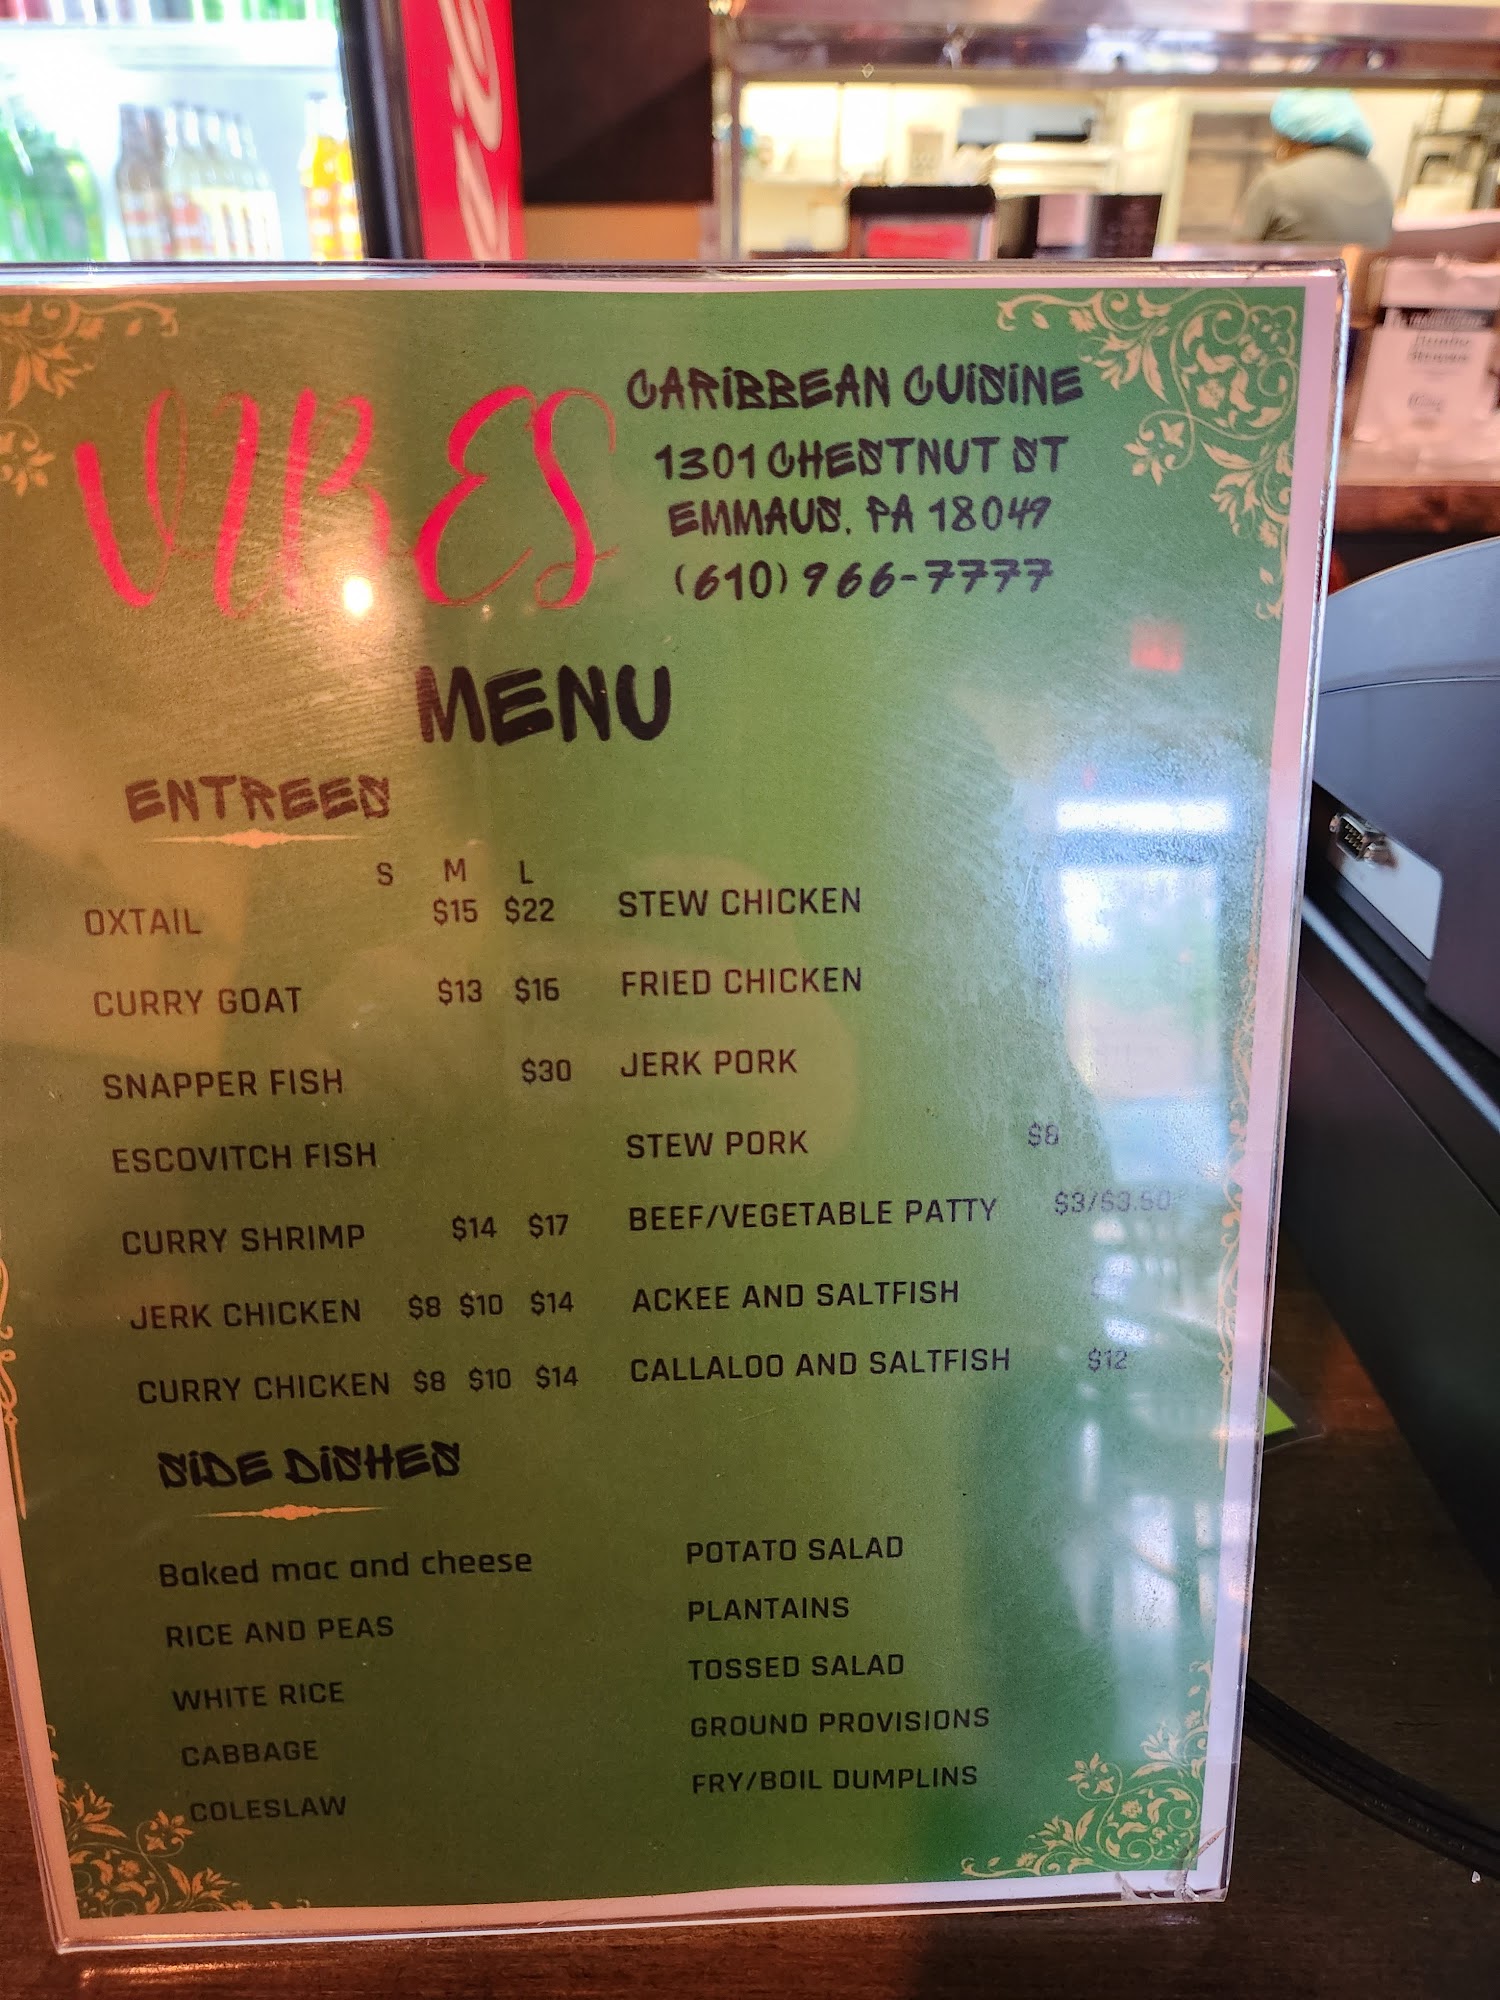 VIBES
CARIBBEAN CUISINE
1301 CHESTNUT ST
EMMAUS, PA 18049
(610) 966-7777
MENU
ENTREES
S M L
OXTAIL $15 $22
CURRY GOAT $13 $16
SNAPPER FISH $30
ESCOVITCH FISH
CURRY SHRIMP $14 $17
JERK CHICKEN $8 $10 $14
CURRY CHICKEN $8 $10 $14
STEW CHICKEN
FRIED CHICKEN
JERK PORK
STEW PORK $8
BEEF/VEGETABLE PATTY $3/$3.50
ACKEE AND SALTFISH
CALLALOO AND SALTFISH $12
SIDE DISHES
Baked mac and cheese
RICE AND PEAS
WHITE RICE
CABBAGE
COLESLAW
POTATO SALAD
PLANTAINS
TOSSED SALAD
GROUND PROVISIONS
FRY/BOIL DUMPLINS